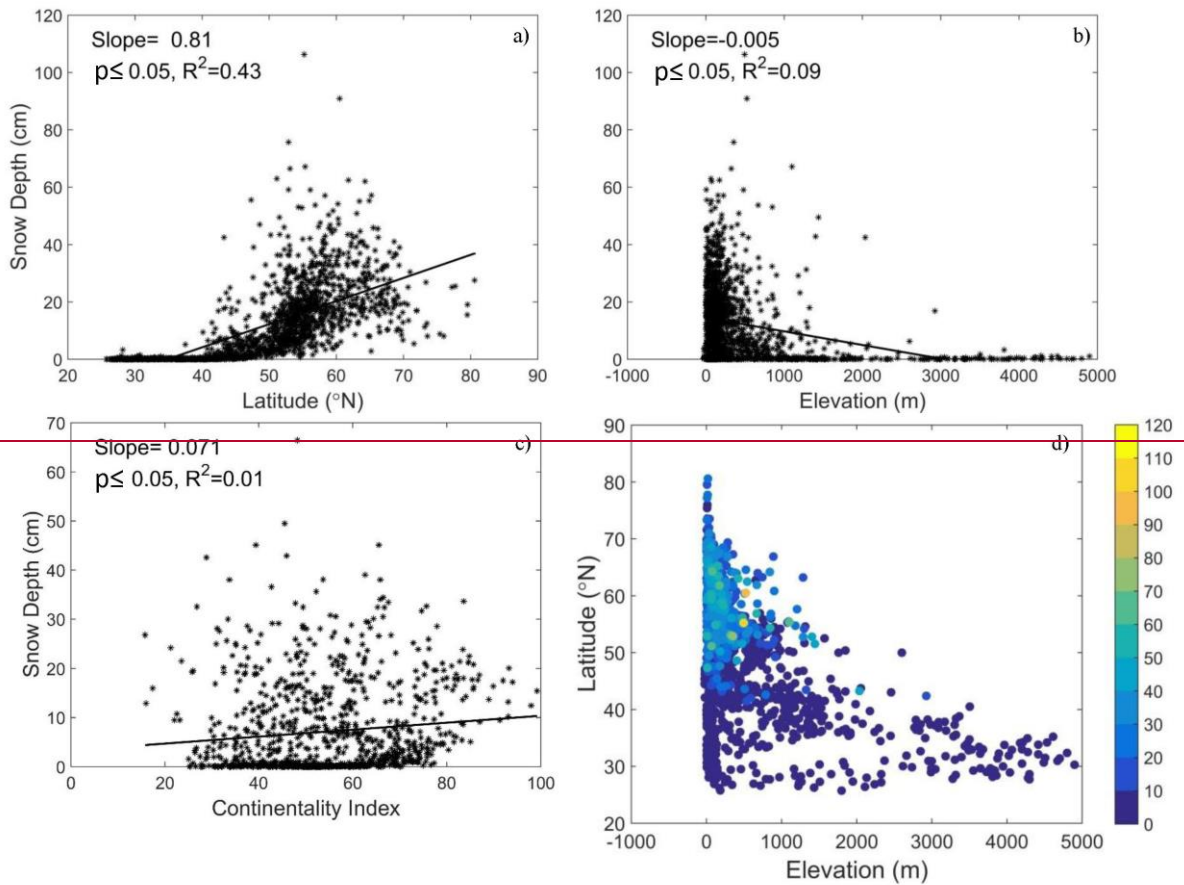 a)
Slope= 0.81
p≤ 0.05, R²=0.43
Snow Depth (cm)
120
100
80
60
40
20
0
20 30 40 50 60 70 80 90
Latitude (°N)
b)
Slope=-0.005
p≤ 0.05, R²=0.09
120
100
80
60
40
20
0
-1000 0 1000 2000 3000 4000 5000
Elevation (m)
c)
Slope= 0.071
p≤ 0.05, R²=0.01
Snow Depth (cm)
70
60
50
40
30
20
10
0
0 20 40 60 80 100
Continentality Index
d)
Latitude (°N)
90
80
70
60
50
40
30
20
-1000 0 1000 2000 3000 4000 5000
Elevation (m)
120
110
100
90
80
70
60
50
40
30
20
10
0